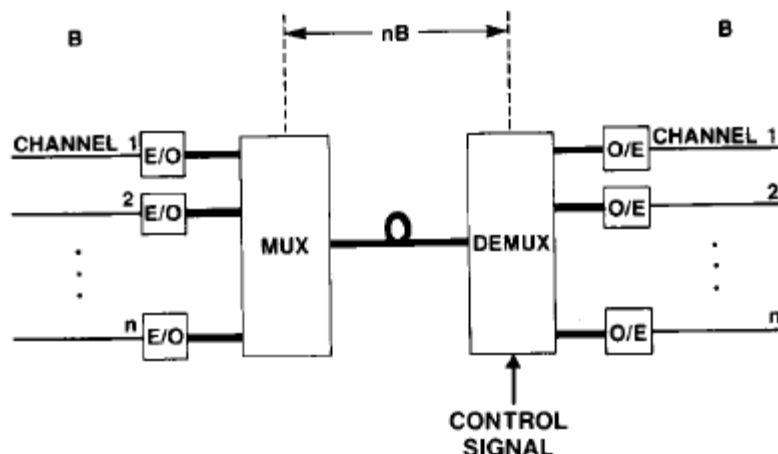 B
nB
B
CHANNEL 1
E/O
O/E
CHANNEL 1
2
E/O
O/E
2
MUX
DEMUX
n
E/O
O/E
n
CONTROL
SIGNAL